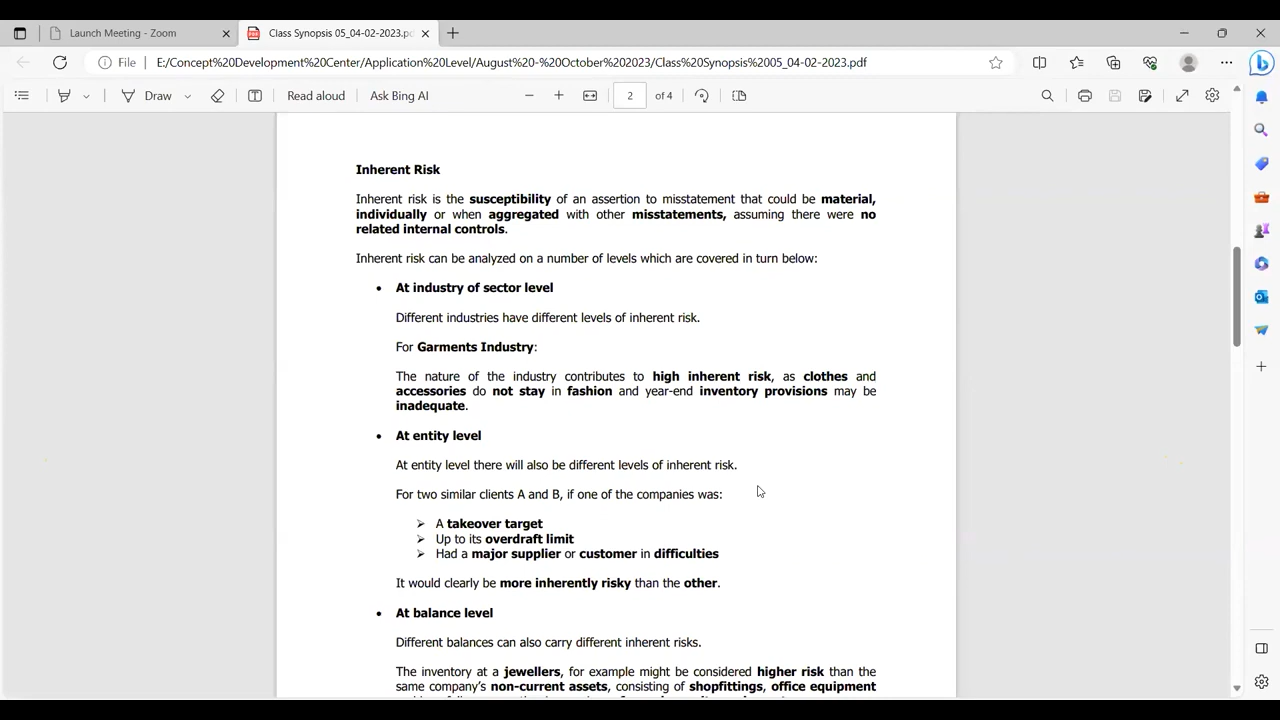 Launch Meeting - Zoom
Class Synopsis 05_04-02-2023.p
File
E:/Concept%20Development%20Center/Application%20Level/August%20-%20October%202023/Class%20Synopsis%2005_04-02-2023.pdf
Draw
Read aloud
Ask Bing AI
2
of 4
Inherent Risk
Inherent risk is the susceptibility of an assertion to misstatement that could be material,
individually or when aggregated with other misstatements, assuming there were no
related internal controls.
Inherent risk can be analyzed on a number of levels which are covered in turn below:
• At industry of sector level
Different industries have different levels of inherent risk.
For Garments Industry:
The nature of the industry contributes to high inherent risk, as clothes and
accessories do not stay in fashion and year-end inventory provisions may be
inadequate.
• At entity level
At entity level there will also be different levels of inherent risk.
For two similar clients A and B, if one of the companies was:
➢ A takeover target
➢ Up to its overdraft limit
➢ Had a major supplier or customer in difficulties
It would clearly be more inherently risky than the other.
• At balance level
Different balances can also carry different inherent risks.
The inventory at a jewellers, for example might be considered higher risk than the
same company's non-current assets, consisting of shopfittings, office equipment